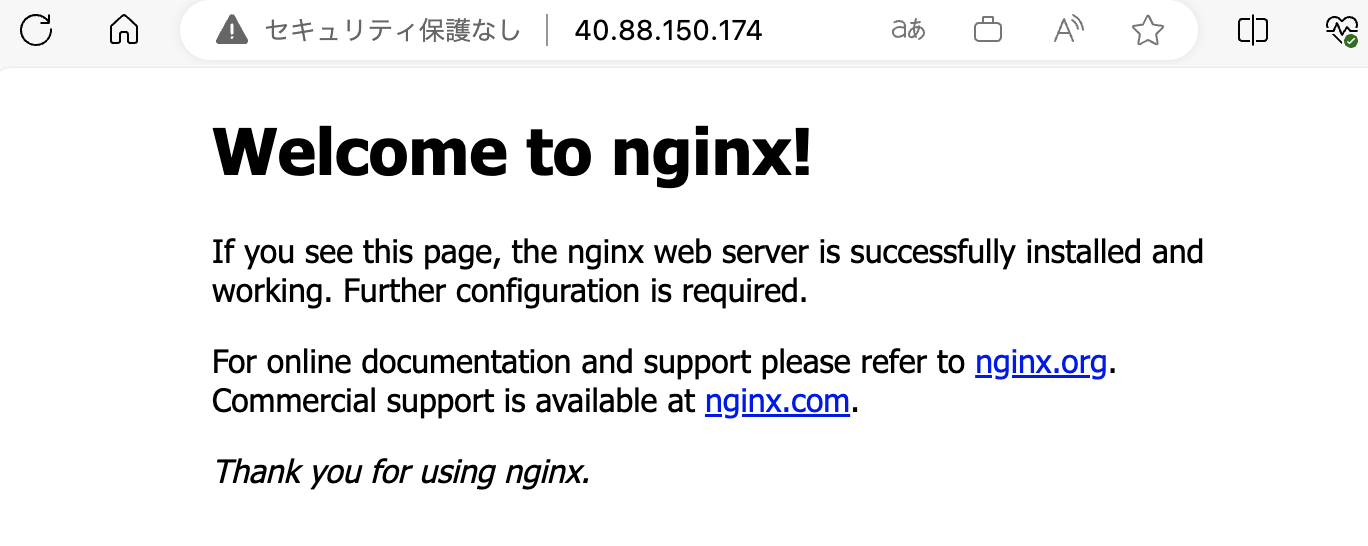 セキュリティ保護なし 40.88.150.174 aあ A
Welcome to nginx!
If you see this page, the nginx web server is successfully installed and
working. Further configuration is required.
For online documentation and support please refer to nginx.org.
Commercial support is available at nginx.com.
Thank you for using nginx.